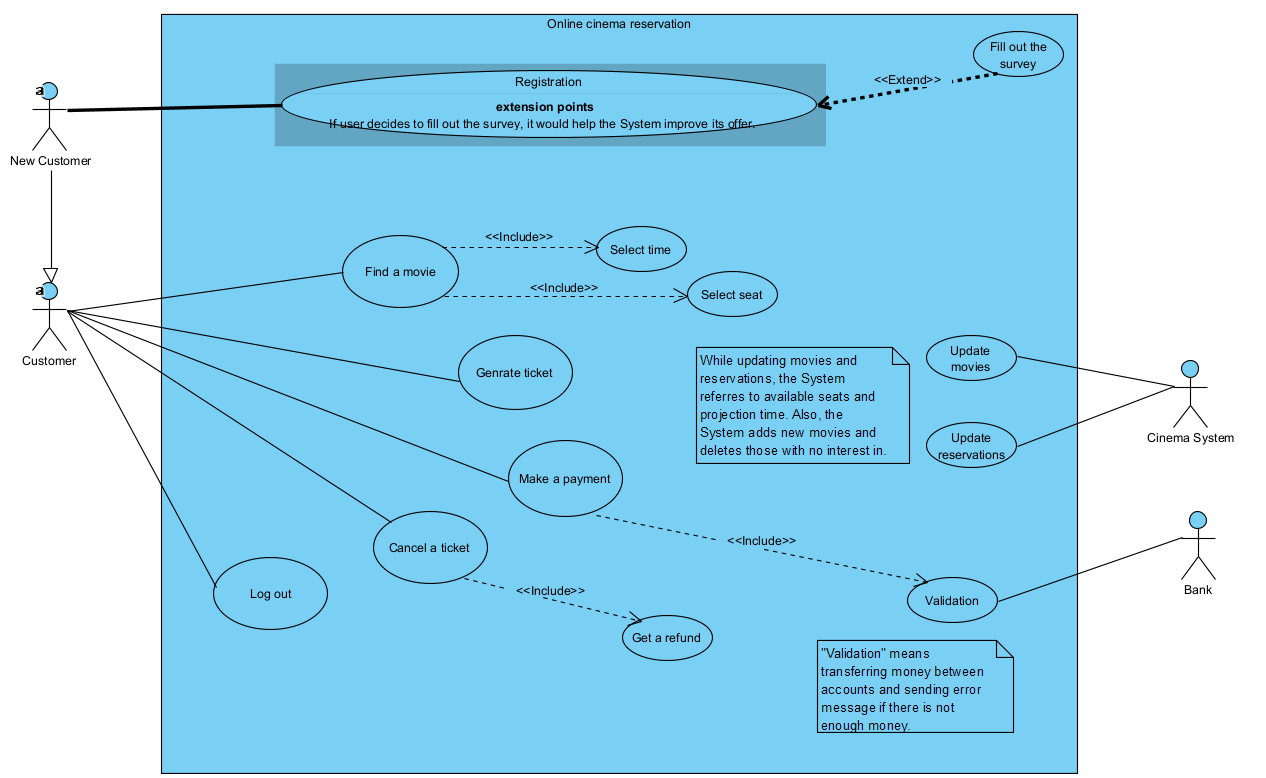 Online cinema reservation
Fill out the
survey
<<Extend>>
Registration
extension points
If user decides to fill out the survey, it would help the System improve its offer.
a
New Customer
<<Include>>
Select time
Find a movie
<<Include>>
Select seat
a
Customer
Genrate ticket
While updating movies and
reservations, the System
referres to available seats and
projection time. Also, the
System adds new movies and
deletes those with no interest in.
Update
movies
Update
reservations
Cinema System
Make a payment
<<Include>>
Cancel a ticket
<<Include>>
Log out
Get a refund
Validation
Bank
"Validation" means
transferring money between
accounts and sending error
message if there is not
enough money.